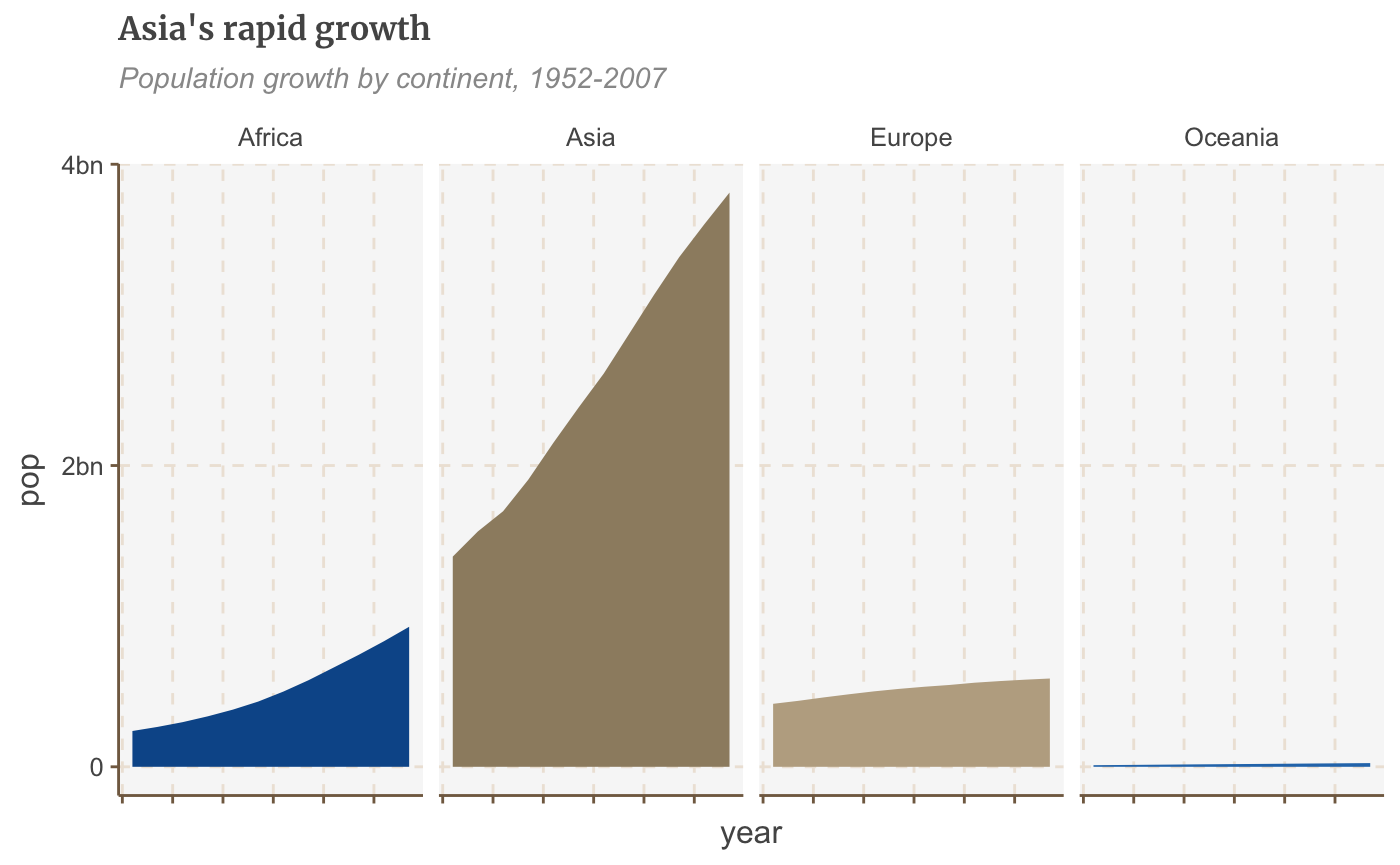 Asia's rapid growth
Population growth by continent, 1952-2007
Africa
Asia
Europe
Oceania
4bn
2bn
0
pop
year